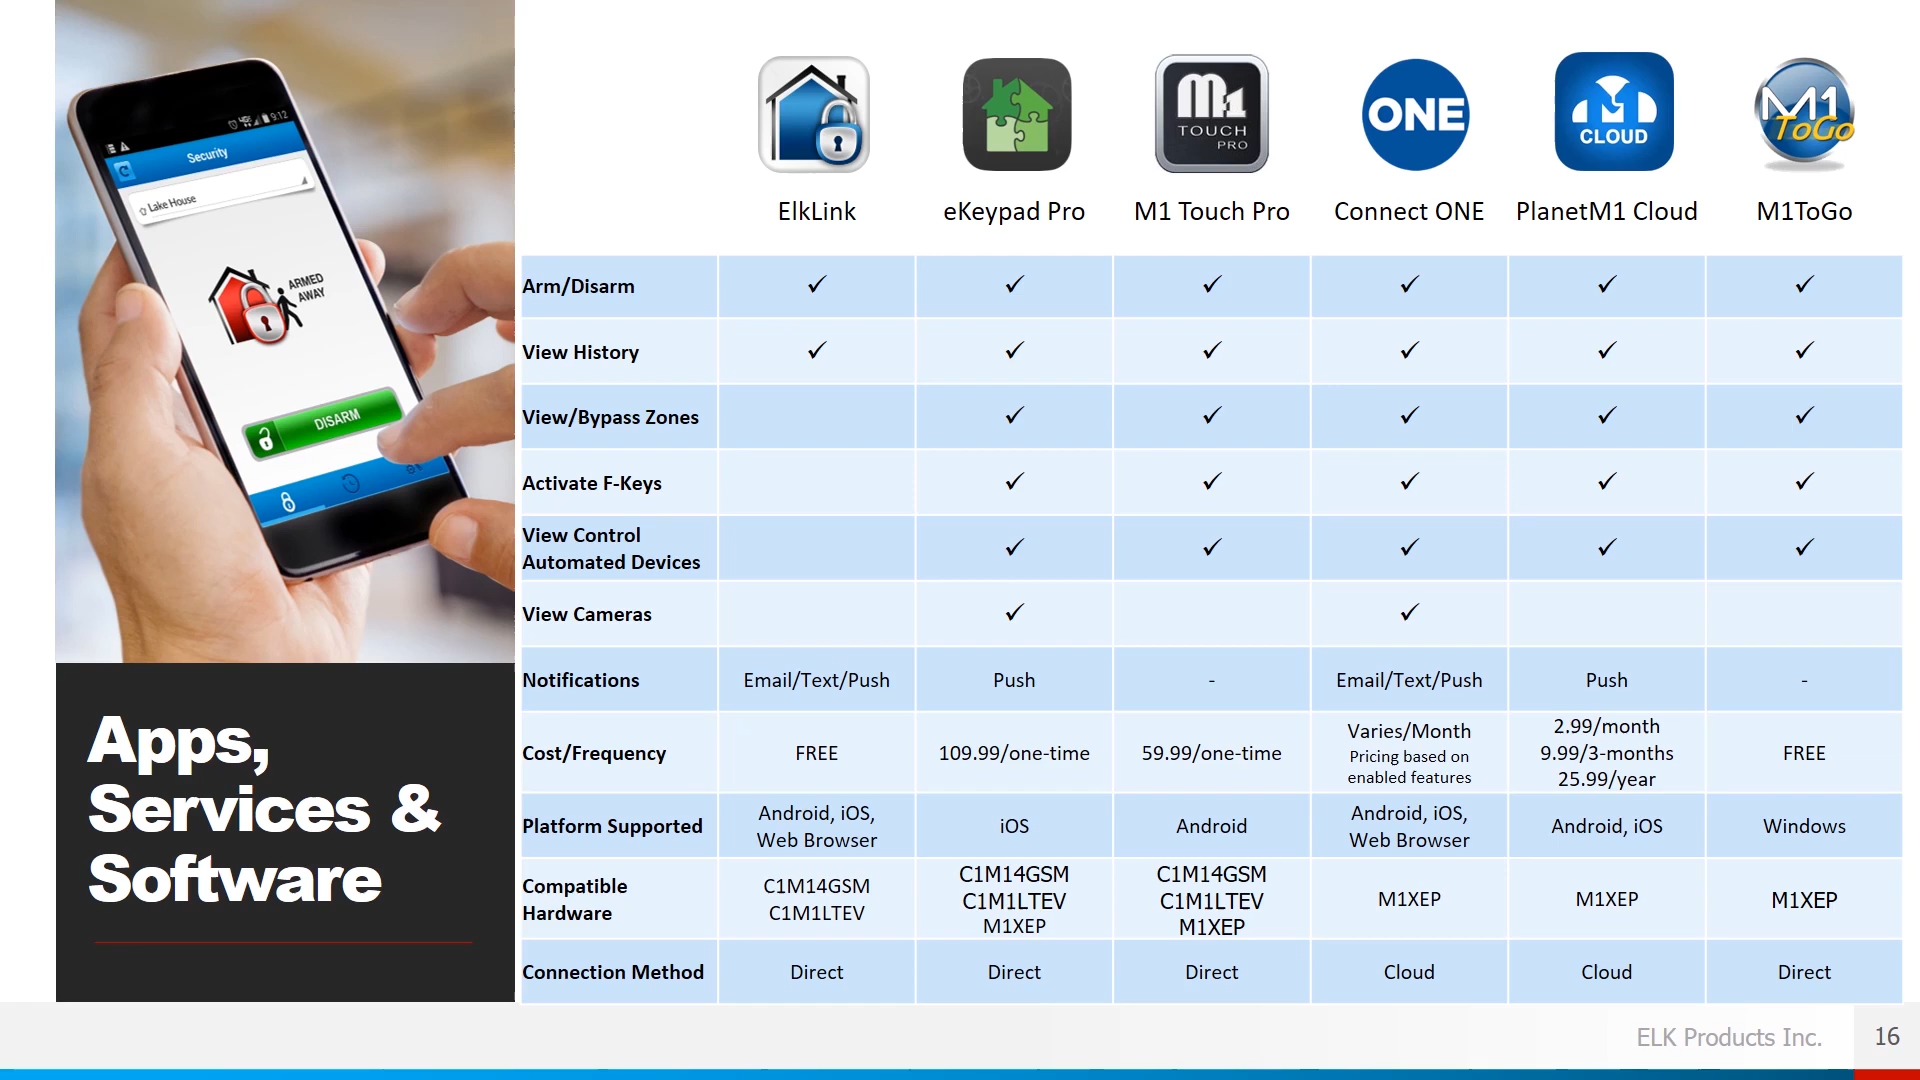 9:12
Security
Lake House
ARMED
AWAY
DISARM
Apps,
Services &
Software
M1
TOUCH
PRO
ONE
M
CLOUD
M1
ToGo
ElkLink eKeypad Pro M1 Touch Pro Connect ONE PlanetM1 Cloud M1ToGo
Arm/Disarm ✓ ✓ ✓ ✓ ✓ ✓
View History ✓ ✓ ✓ ✓ ✓ ✓
View/Bypass Zones ✓ ✓ ✓ ✓ ✓
Activate F-Keys ✓ ✓ ✓ ✓ ✓
View Control
Automated Devices ✓ ✓ ✓ ✓ ✓
View Cameras ✓ ✓
Notifications Email/Text/Push Push - Email/Text/Push Push -
Cost/Frequency FREE 109.99/one-time 59.99/one-time
Varies/Month
Pricing based on
enabled features
2.99/month
9.99/3-months
25.99/year
FREE
Platform Supported
Android, iOS,
Web Browser
iOS
Android
Android, iOS,
Web Browser
Android, iOS
Windows
Compatible
Hardware
C1M14GSM
C1M1LTEV
C1M14GSM
C1M1LTEV
M1XEP
C1M14GSM
C1M1LTEV
M1XEP
M1XEP
M1XEP
M1XEP
Connection Method Direct Direct Direct Cloud Cloud Direct
ELK Products Inc. 16